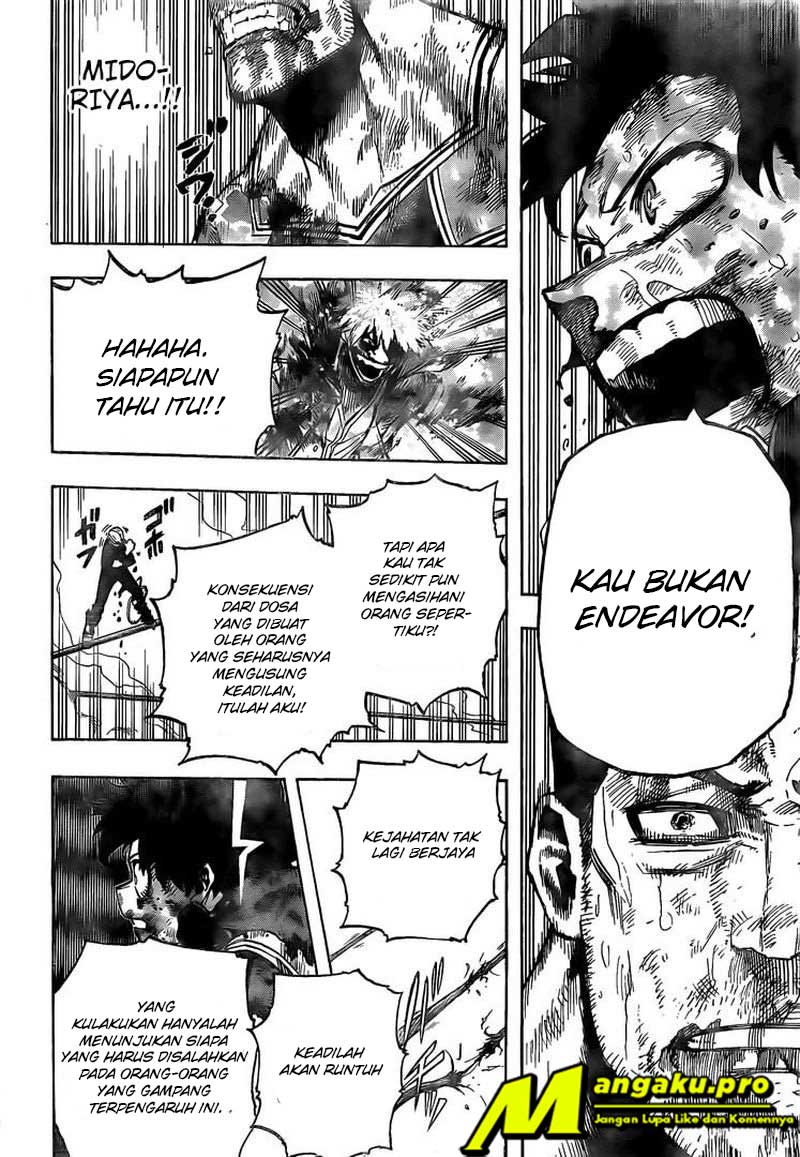 KAU BUKAN
ENDEAVOR!
MIDO-
RIYA...!!
HAHAHA.
SIAPAPUN
TAHU ITU!!
TAPI APA
KAU TAK
SEDIKIT PUN
MENGASIHANI
ORANG SEPER-
TIKU?!
KONSEKUENSI
DARI DOSA
YANG DIBUAT
OLEH ORANG
YANG SEHARUSNYA
MENGUSUNG
KEADILAN,
ITULAH AKU!
KEJAHATAN TAK
LAGI BERJAYA
KEADILAH
AKAN RUNTUH
YANG
KULAKUKAN HANYALAH
MENUNJUKAN SIAPA
YANG HARUS DISALAHKAN
PADA ORANG-ORANG
YANG GAMPANG
TERPENGARUH INI. .
Mangaku.pro
Jangan Lupa Like dan Komennya